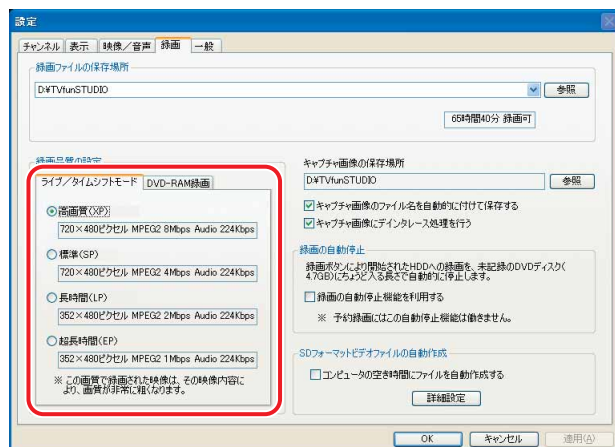 設定
チャンネル 表示 映像／音声 録画 一般
録画ファイルの保存場所
D:¥TVfunSTUDIO
参照
65時間40分 録画可
録画品質の設定
ライブ／タイムシフトモード DVD-RAM録画
高画質(XP)
720×480ピクセル MPEG2 8Mbps Audio 224Kbps
標準(SP)
720×480ピクセル MPEG2 4Mbps Audio 224Kbps
長時間(LP)
352×480ピクセル MPEG2 2Mbps Audio 224Kbps
超長時間(EP)
352×480ピクセル MPEG2 1Mbps Audio 224Kbps
※ この画質で録画された映像は、その映像内容に
より、画質が非常に粗くなります。
キャプチャ画像の保存場所
D:¥TVfunSTUDIO
参照
キャプチャ画像のファイル名を自動的に付けて保存する
キャプチャ画像にデインタレース処理を行う
録画の自動停止
録画ボタンにより開始されたHDDへの録画を、未記録のDVDディスク(
4.7GB)にちょうど入る長さで自動的に停止します。
録画の自動停止機能を利用する
※ 予約録画にはこの自動停止機能は働きません。
SDフォーマットビデオファイルの自動作成
コンピュータの空き時間にファイルを自動作成する
詳細設定
OK キャンセル 適用(A)